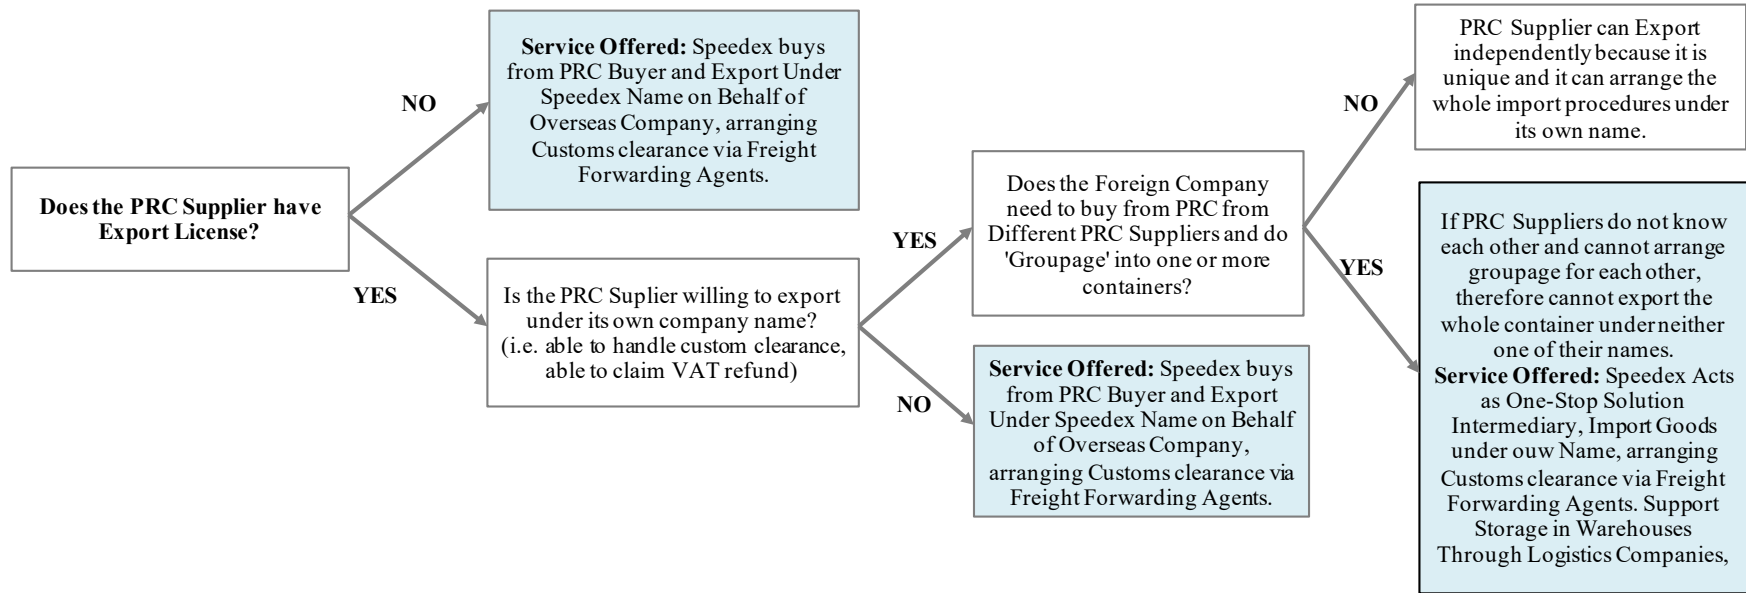 Does the PRC Supplier have
Export License?
NO
Service Offered: Speedex buys
from PRC Buyer and Export Under
Speedex Name on Behalf of
Overseas Company, arranging
Customs clearance via Freight
Forwarding Agents.
YES
Is the PRC Suplier willing to export
under its own company name?
(i.e. able to handle custom clearance,
able to claim VAT refund)
YES
Does the Foreign Company
need to buy from PRC from
Different PRC Suppliers and do
'Groupage' into one or more
containers?
NO
Service Offered: Speedex buys
from PRC Buyer and Export
Under Speedex Name on Behalf
of Overseas Company,
arranging Customs clearance via
Freight Forwarding Agents.
NO
PRC Supplier can Export
independently because it is
unique and it can arrange the
whole import procedures under
its own name.
YES
If PRC Suppliers do not know
each other and cannot arrange
groupage for each other,
therefore cannot export the
whole container under neither
one of their names.
Service Offered: Speedex Acts
as One-Stop Solution
Intermediary, Import Goods
under ouw Name, arranging
Customs clearance via Freight
Forwarding Agents. Support
Storage in Warehouses
Through Logistics Companies,